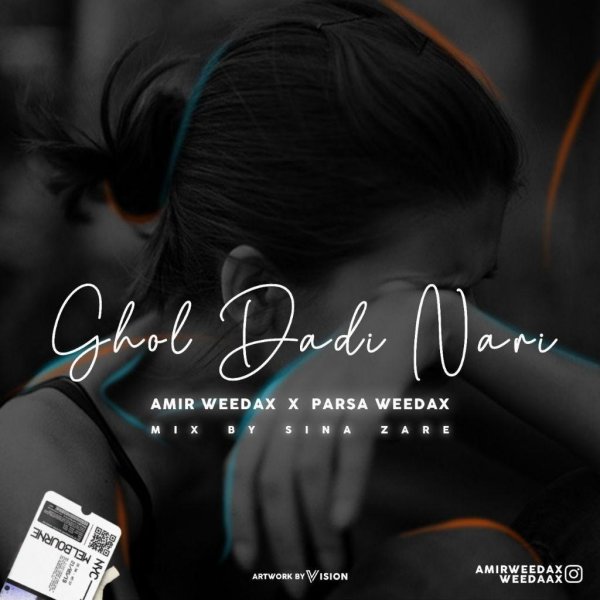 Ghol Dadi Nari
AMIR WEEDAX X PARSA WEEDAX
MIX BY SINA ZARE
NYC
MELBOURNE
ARTWORK BY VISION
AMIRWEEDAX
WEEDAAX